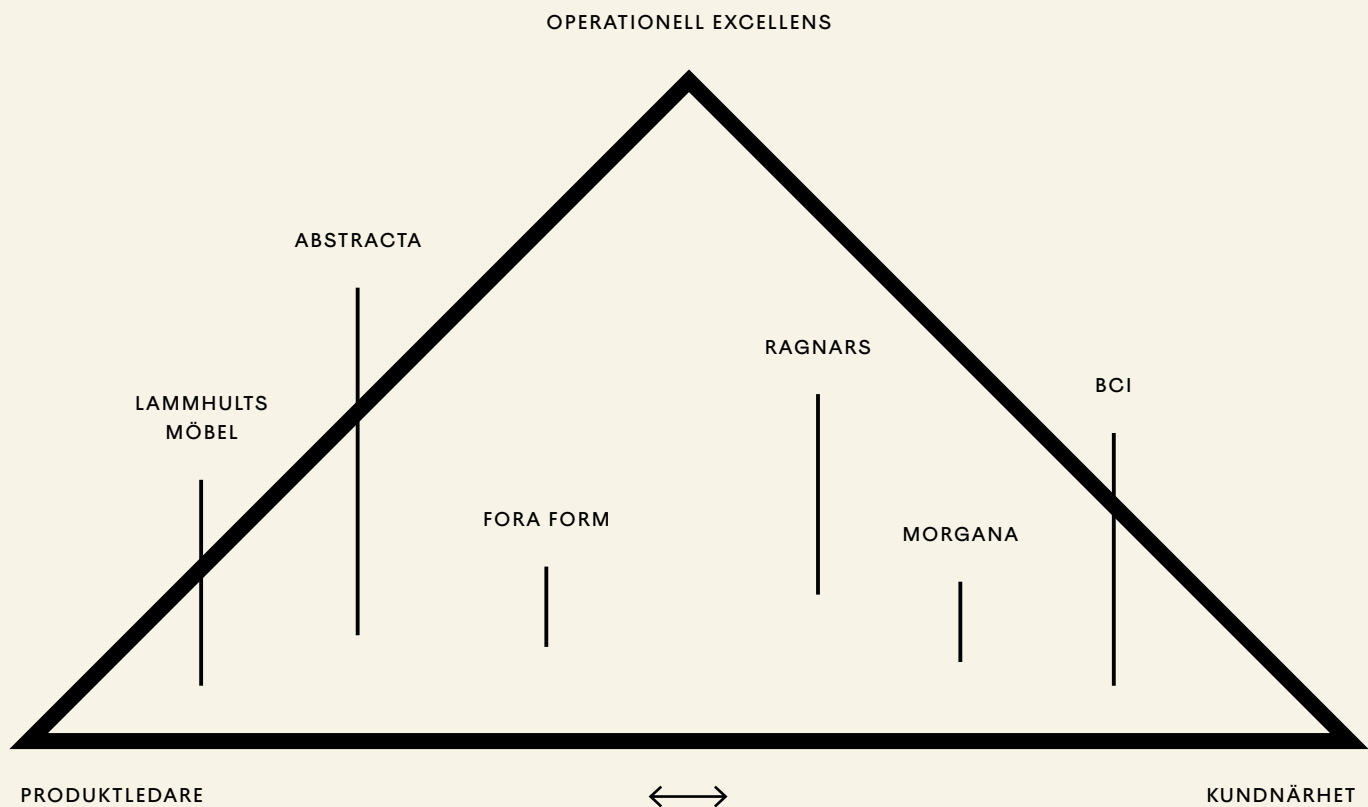 OPERATIONELL EXCELLENS
ABSTRACTA
RAGNARS
BCI
LAMMHULTS
MÖBEL
FORA FORM
MORGANA
PRODUKTLEDARE
KUNDNÄRHET